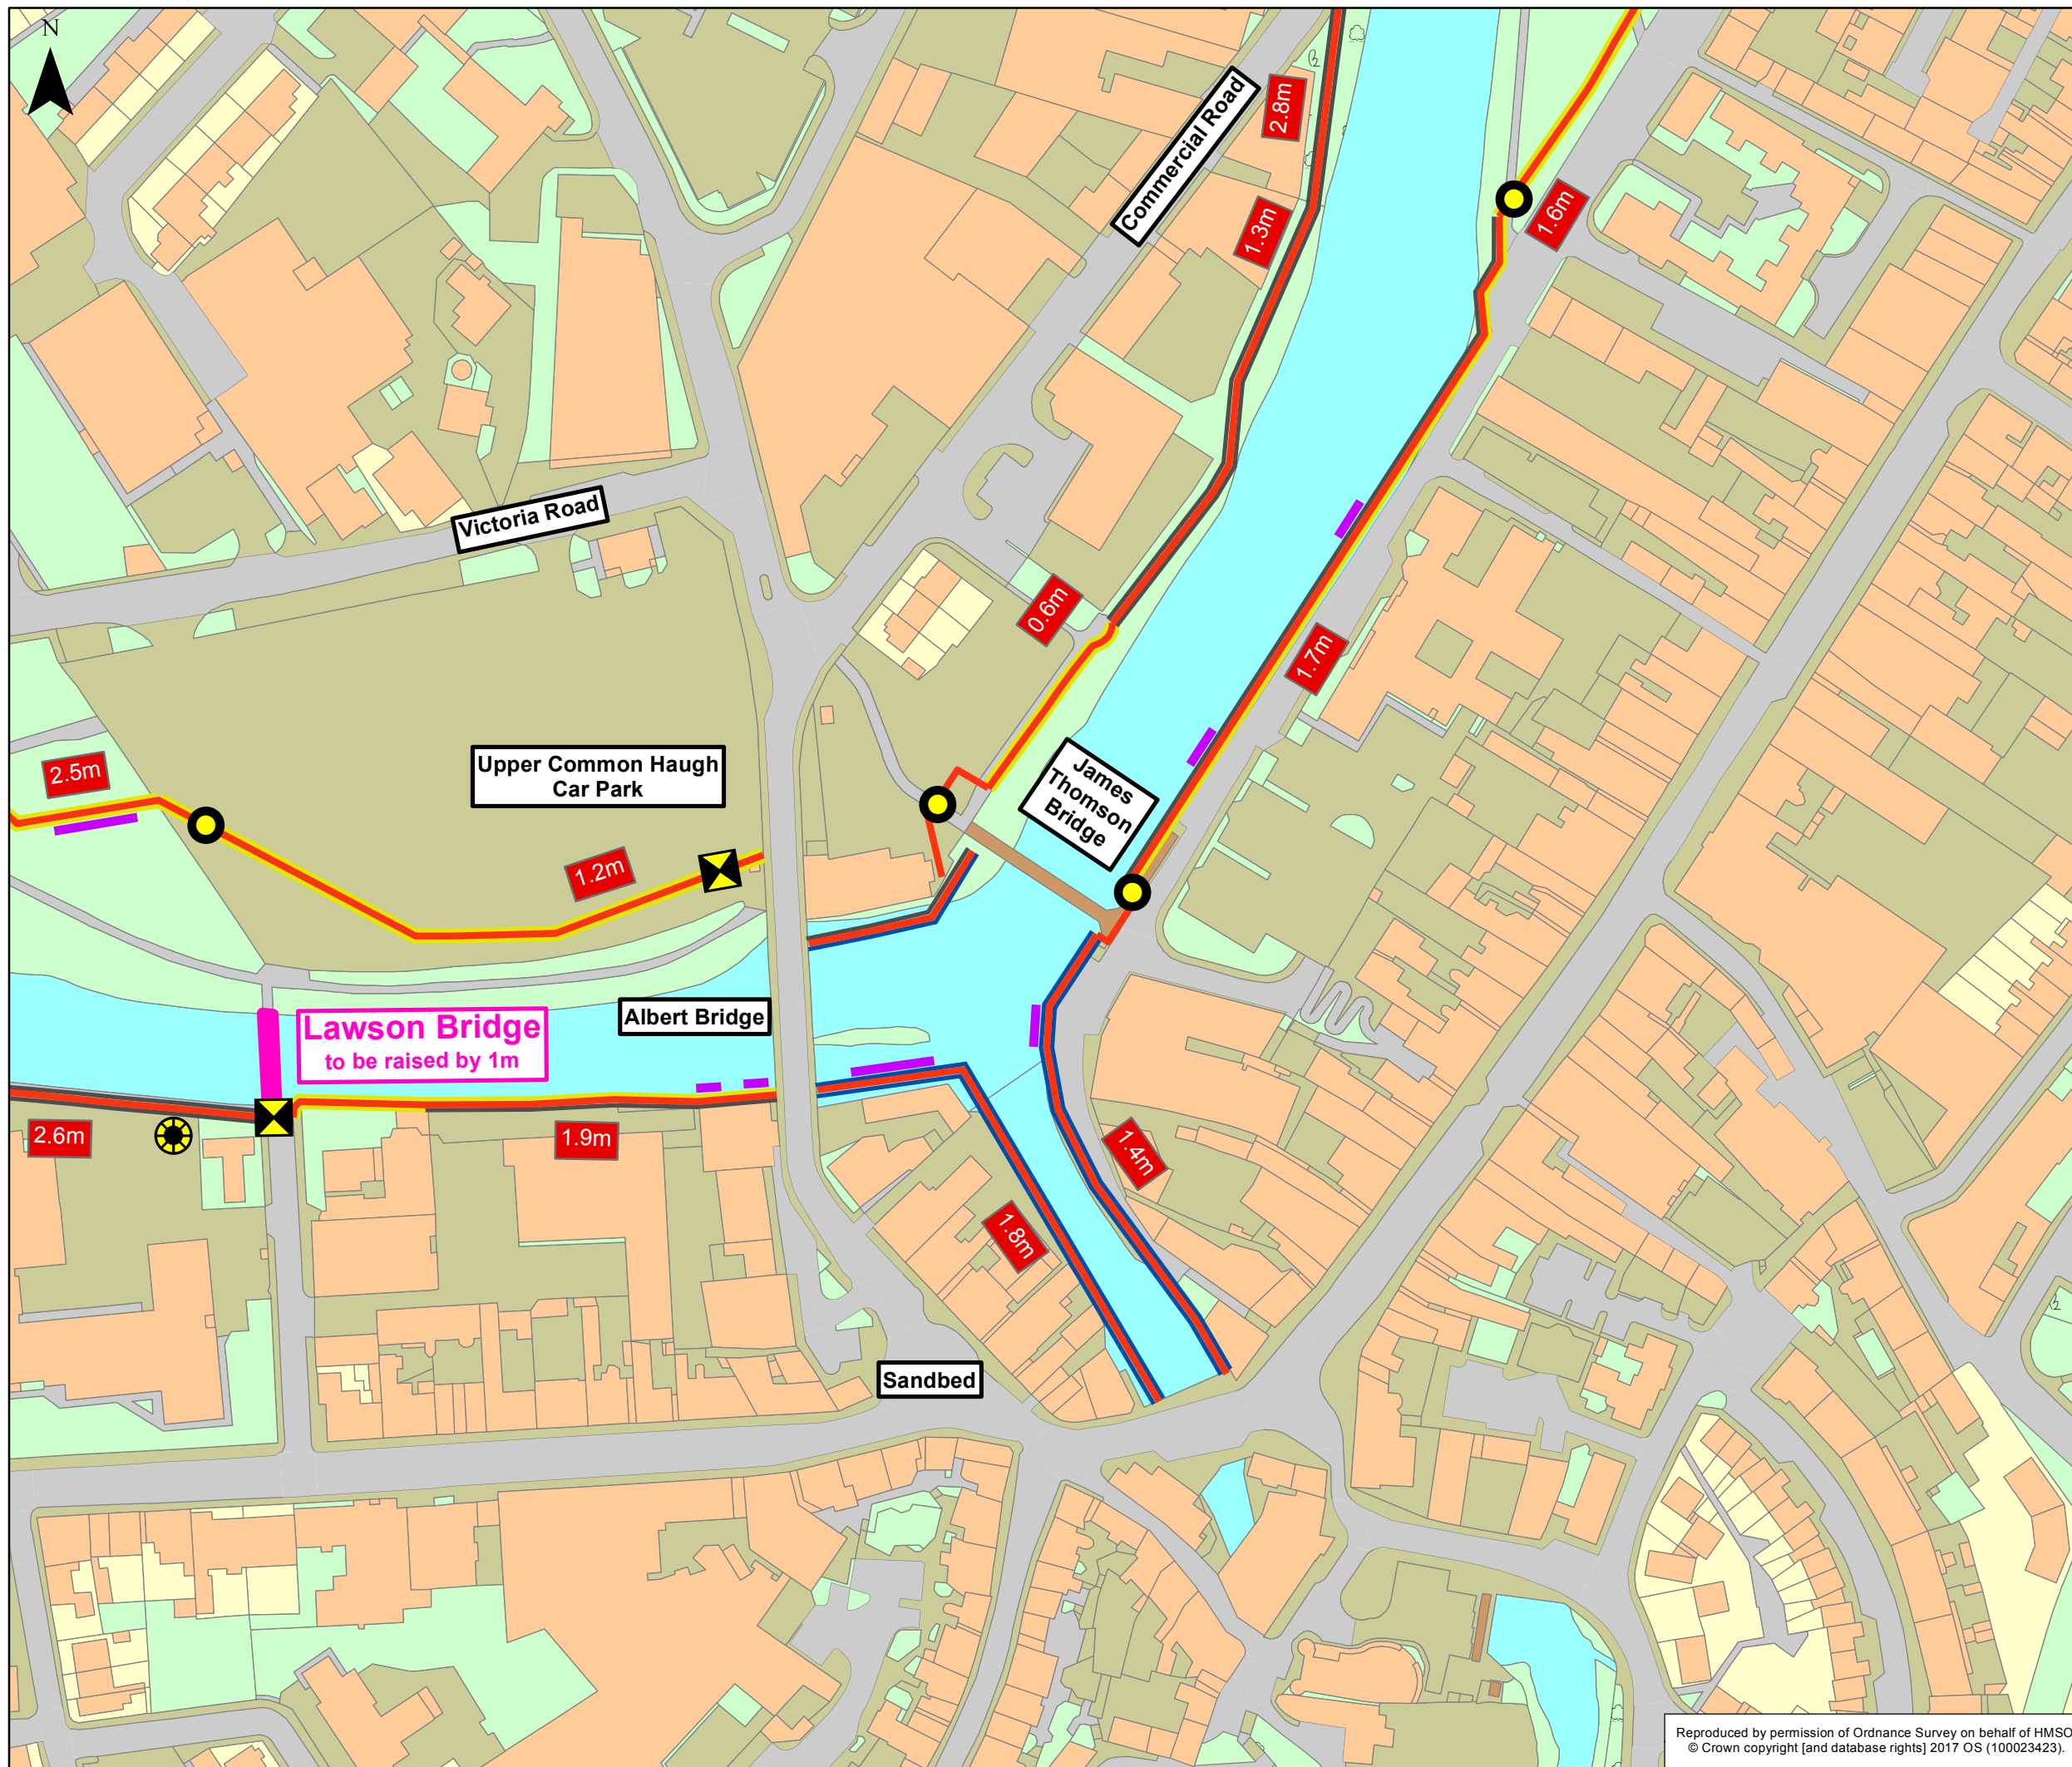 N
2.8m
Commercial Road
1.3m
1.6m
Victoria Road
0.6m
1.7m
2.5m
Upper Common Haugh
Car Park
James
Thomson
Bridge
1.2m
Lawson Bridge
to be raised by 1m
Albert Bridge
2.6m
1.9m
1.4m
1.8m
Sandbed
Reproduced by permission of Ordnance Survey on behalf of HMSO
© Crown copyright [and database rights] 2017 OS (100023423).